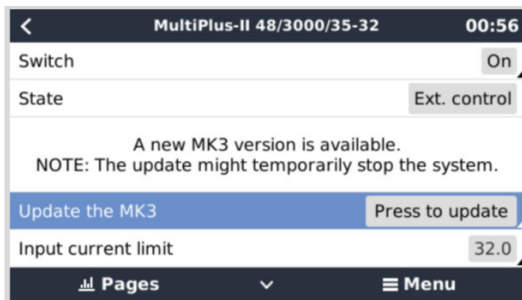 MultiPlus-II 48/3000/35-32 00:56
Switch On
State Ext. control
A new MK3 version is available.
NOTE: The update might temporarily stop the system.
Update the MK3 Press to update
Input current limit 32.0
Pages Menu